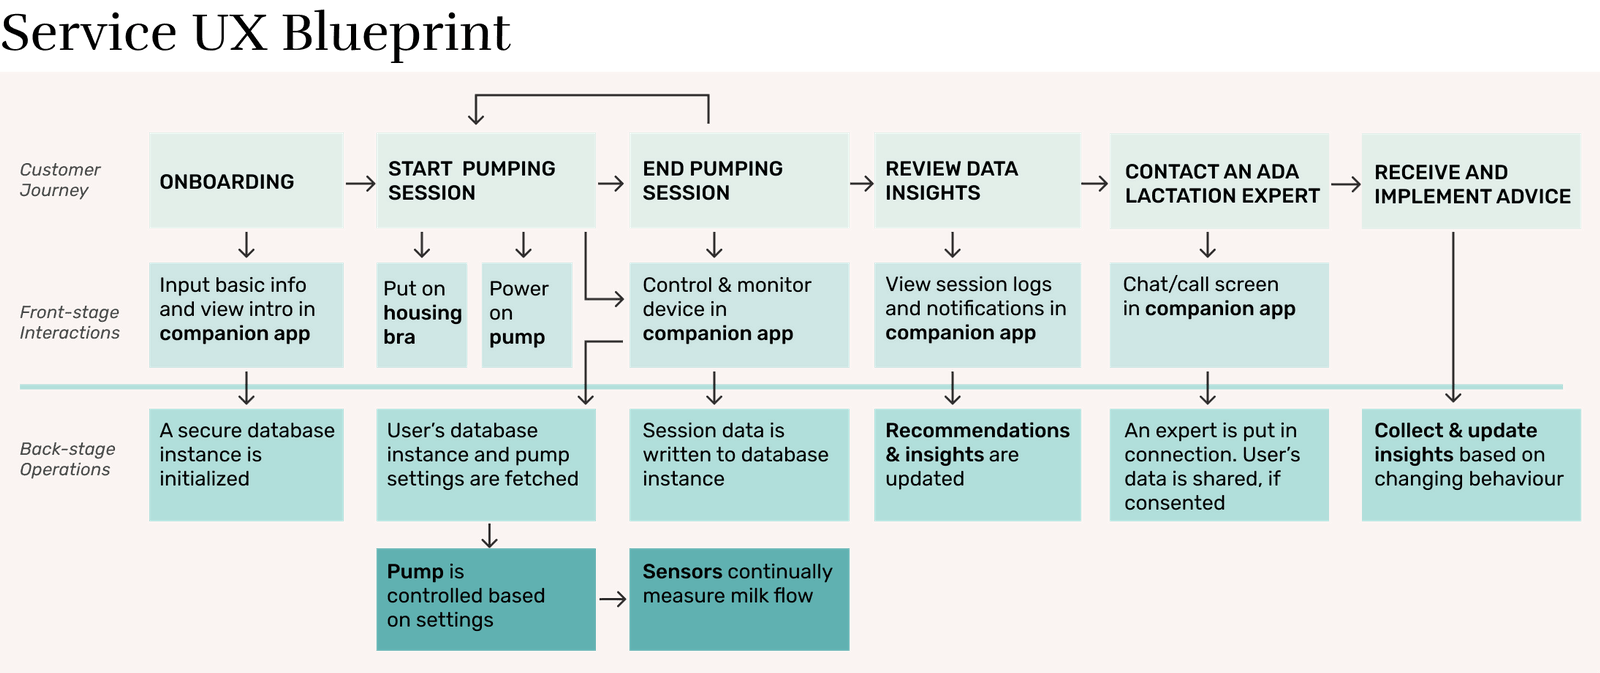 Service UX Blueprint
Customer
Journey
ONBOARDING
START PUMPING
SESSION
END PUMPING
SESSION
REVIEW DATA
INSIGHTS
CONTACT AN ADA
LACTATION EXPERT
RECEIVE AND
IMPLEMENT ADVICE
Front-stage
Interactions
Input basic info
and view intro in
companion app
Put on
housing
bra
Power
on
pump
Control & monitor
device in
companion app
View session logs
and notifications in
companion app
Chat/call screen
in companion app
Back-stage
Operations
A secure database
instance is
initialized
User’s database
instance and pump
settings are fetched
Session data is
written to database
instance
Recommendations
& insights are
updated
An expert is put in
connection. User’s
data is shared, if
consented
Collect & update
insights based on
changing behaviour
Pump is
controlled based
on settings
Sensors continually
measure milk flow